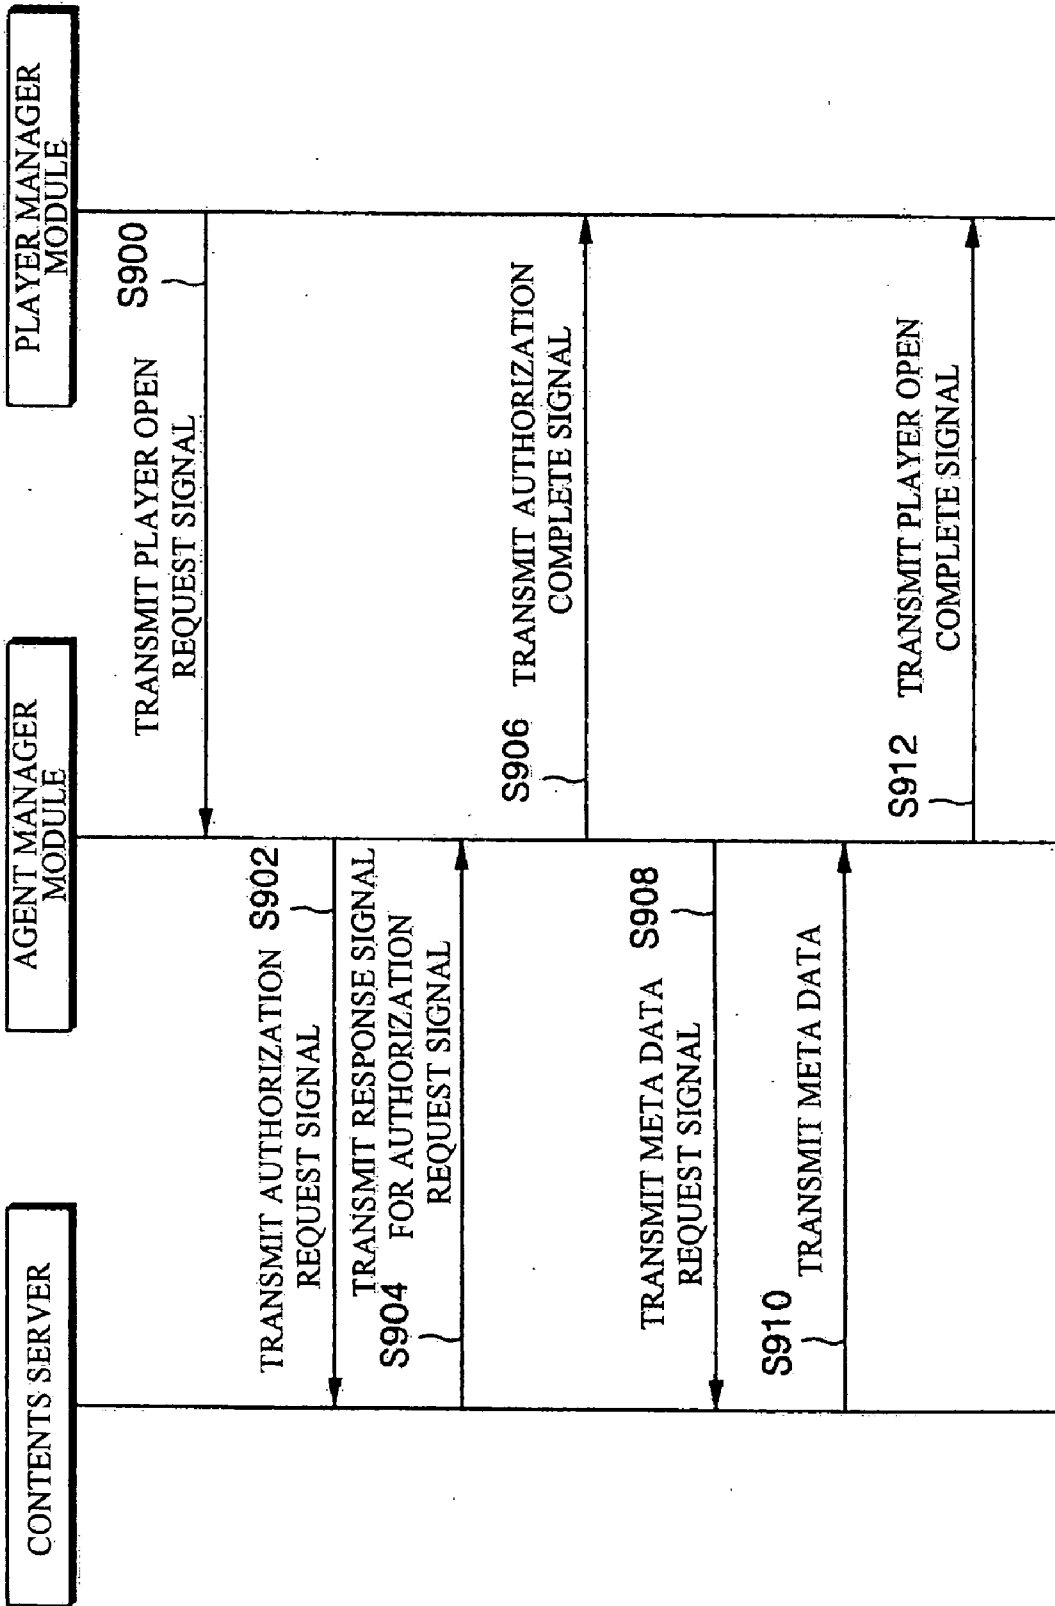 CONTENTS SERVER
AGENT MANAGER
MODULE
PLAYER MANAGER
MODULE
TRANSMIT PLAYER OPEN
REQUEST SIGNAL
S900
TRANSMIT AUTHORIZATION
REQUEST SIGNAL
S902
TRANSMIT RESPONSE SIGNAL
FOR AUTHORIZATION
REQUEST SIGNAL
S904
S906
TRANSMIT AUTHORIZATION
COMPLETE SIGNAL
TRANSMIT META DATA
REQUEST SIGNAL
S908
S910
TRANSMIT META DATA
S912
TRANSMIT PLAYER OPEN
COMPLETE SIGNAL